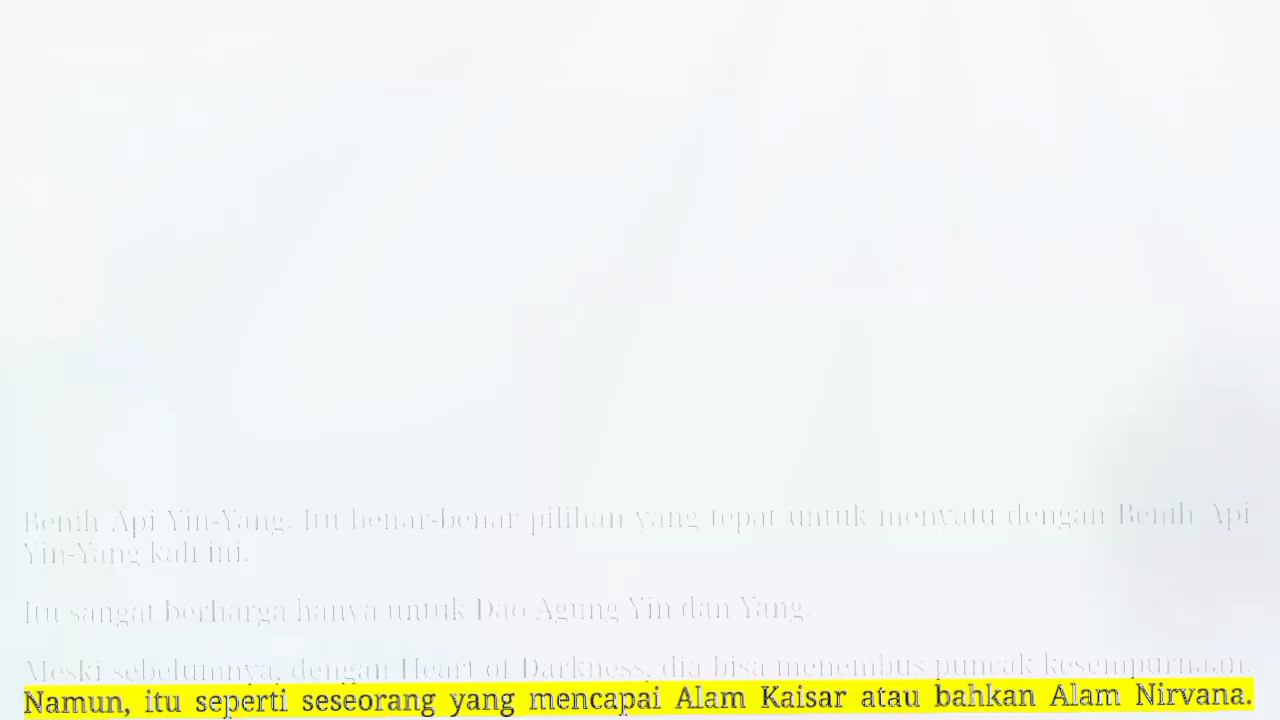 Benih Api Yin-Yang. Itu benar-benar pilihan yang tepat untuk menyatu dengan Benih Api
Yin-Yang kali ini.
Itu sangat berharga hanya untuk Dao Agung Yin dan Yang.
Meski sebelumnya, dengan Heart of Darkness, dia bisa menembus puncak kesempurnaan.
Namun, itu seperti seseorang yang mencapai Alam Kaisar atau bahkan Alam Nirvana.